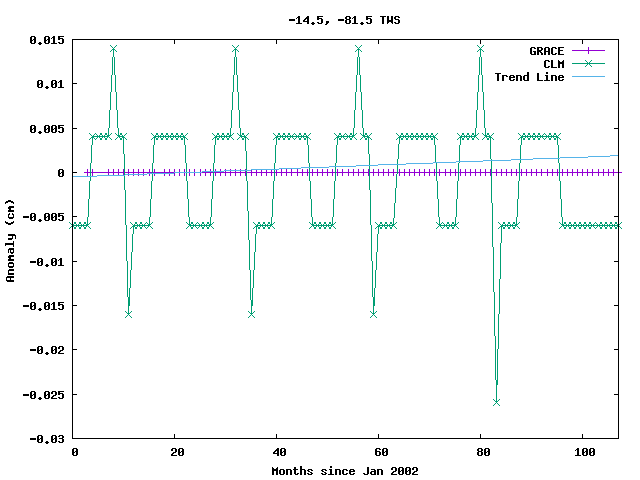 -14.5, -81.5 TWS
GRACE
CLM
Trend Line
0.015
0.01
0.005
0
-0.005
-0.01
-0.015
-0.02
-0.025
-0.03
Anomaly (cm)
0 20 40 60 80 100
Months since Jan 2002